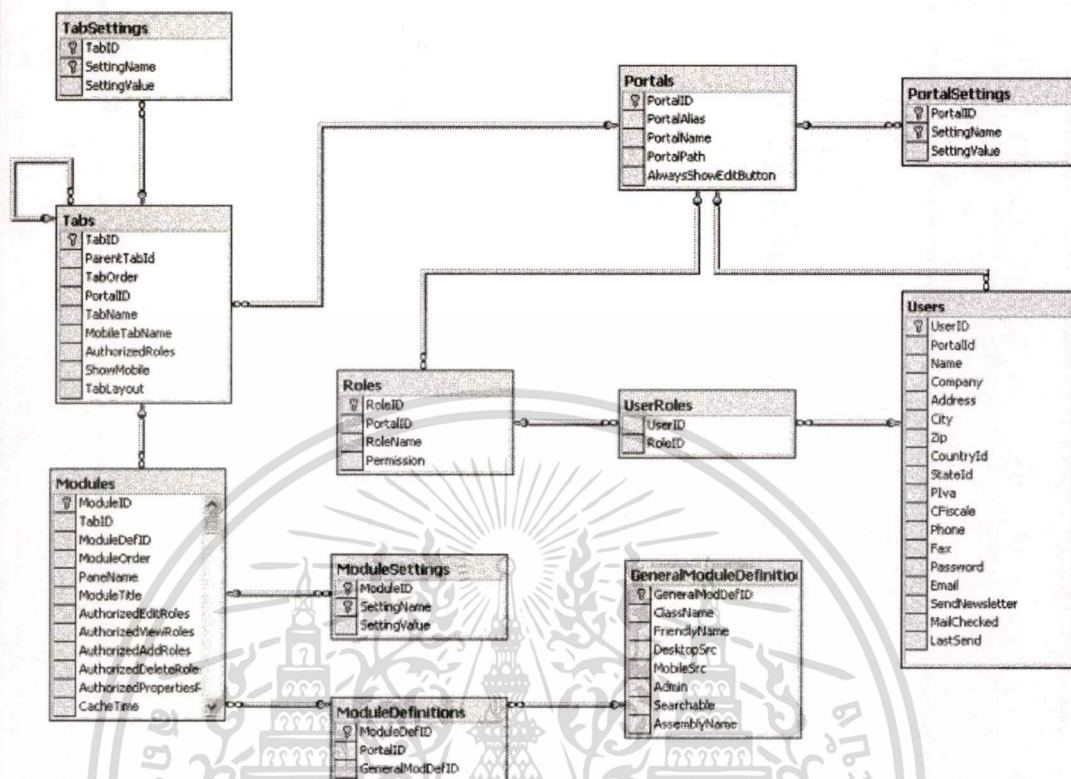 TabSettings
TabID
SettingName
SettingValue
Portals
PortalID
PortalAlias
PortalName
PortalPath
AlwaysShowEditButton
PortalSettings
PortalID
SettingName
SettingValue
Tabs
TabID
ParentTabId
TabOrder
PortalID
TabName
MobileTabName
AuthorizedRoles
ShowMobile
TabLayout
Users
UserID
PortalId
Name
Company
Address
City
Zip
CountryId
StateId
PIva
CFiscale
Phone
Fax
Password
Email
SendNewsletter
MailChecked
LastSend
Roles
RoleID
PortalID
RoleName
Permission
UserRoles
UserID
RoleID
Modules
ModuleID
TabID
ModuleDefID
ModuleOrder
PaneName
ModuleTitle
AuthorizedEditRoles
AuthorizedViewRoles
AuthorizedAddRoles
AuthorizedDeleteRole
AuthorizedPropertiesF
CacheTime
ModuleSettings
ModuleID
SettingName
SettingValue
GeneralModuleDefinition
GeneralModDefID
ClassName
FriendlyName
DesktopSrc
MobileSrc
Admin
Searchable
AssemblyName
ModuleDefinitions
ModuleDefID
PortalID
GeneralModDefID